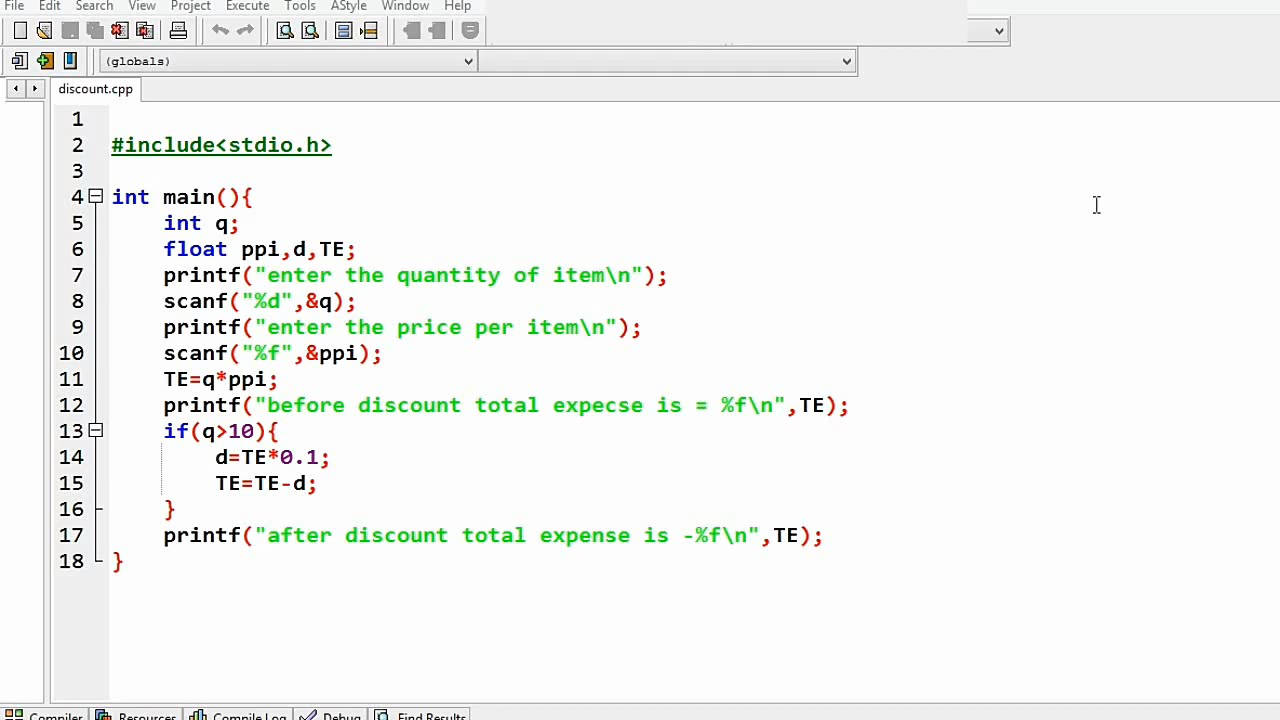 File Edit Search View Project Execute Tools AStyle Window Help
(globals)
discount.cpp
1
2 #include<stdio.h>
3
4 int main(){
5 int q;
6 float ppi,d,TE;
7 printf("enter the quantity of item\n");
8 scanf("%d",&q);
9 printf("enter the price per item\n");
10 scanf("%f",&ppi);
11 TE=q*ppi;
12 printf("before discount total expecse is = %f\n",TE);
13 if(q>10){
14 d=TE*0.1;
15 TE=TE-d;
16 }
17 printf("after discount total expense is -%f\n",TE);
18 }
Compiler Resources Compile Log Debug Find Results